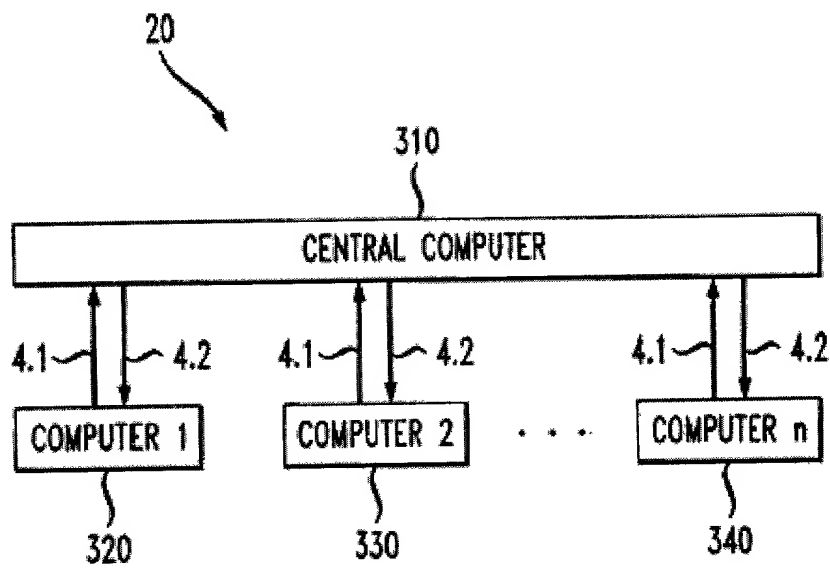 20
310
CENTRAL COMPUTER
4.1 4.2 4.1 4.2 4.1 4.2
COMPUTER 1 COMPUTER 2 . . . COMPUTER n
320 330 340